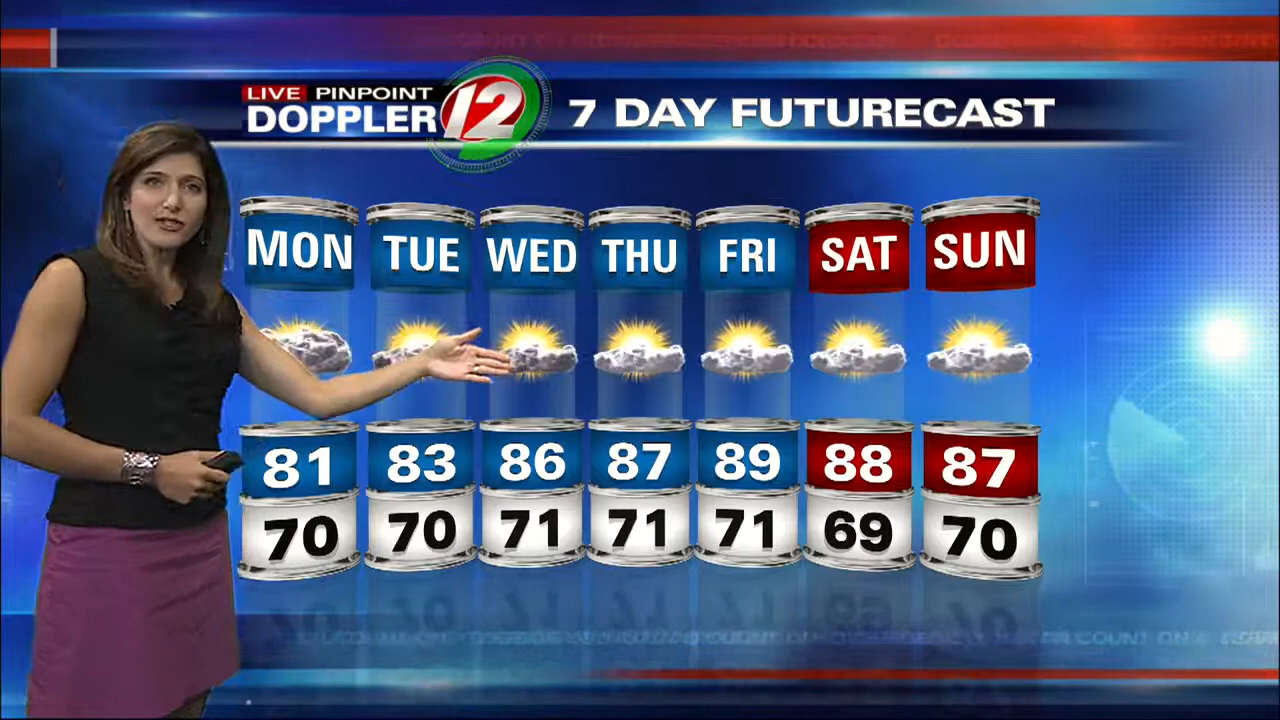 LIVE PINPOINT
DOPPLER 12
7 DAY FUTURECAST
MON TUE WED THU FRI SAT SUN
81 83 86 87 89 88 87
70 70 71 71 71 69 70